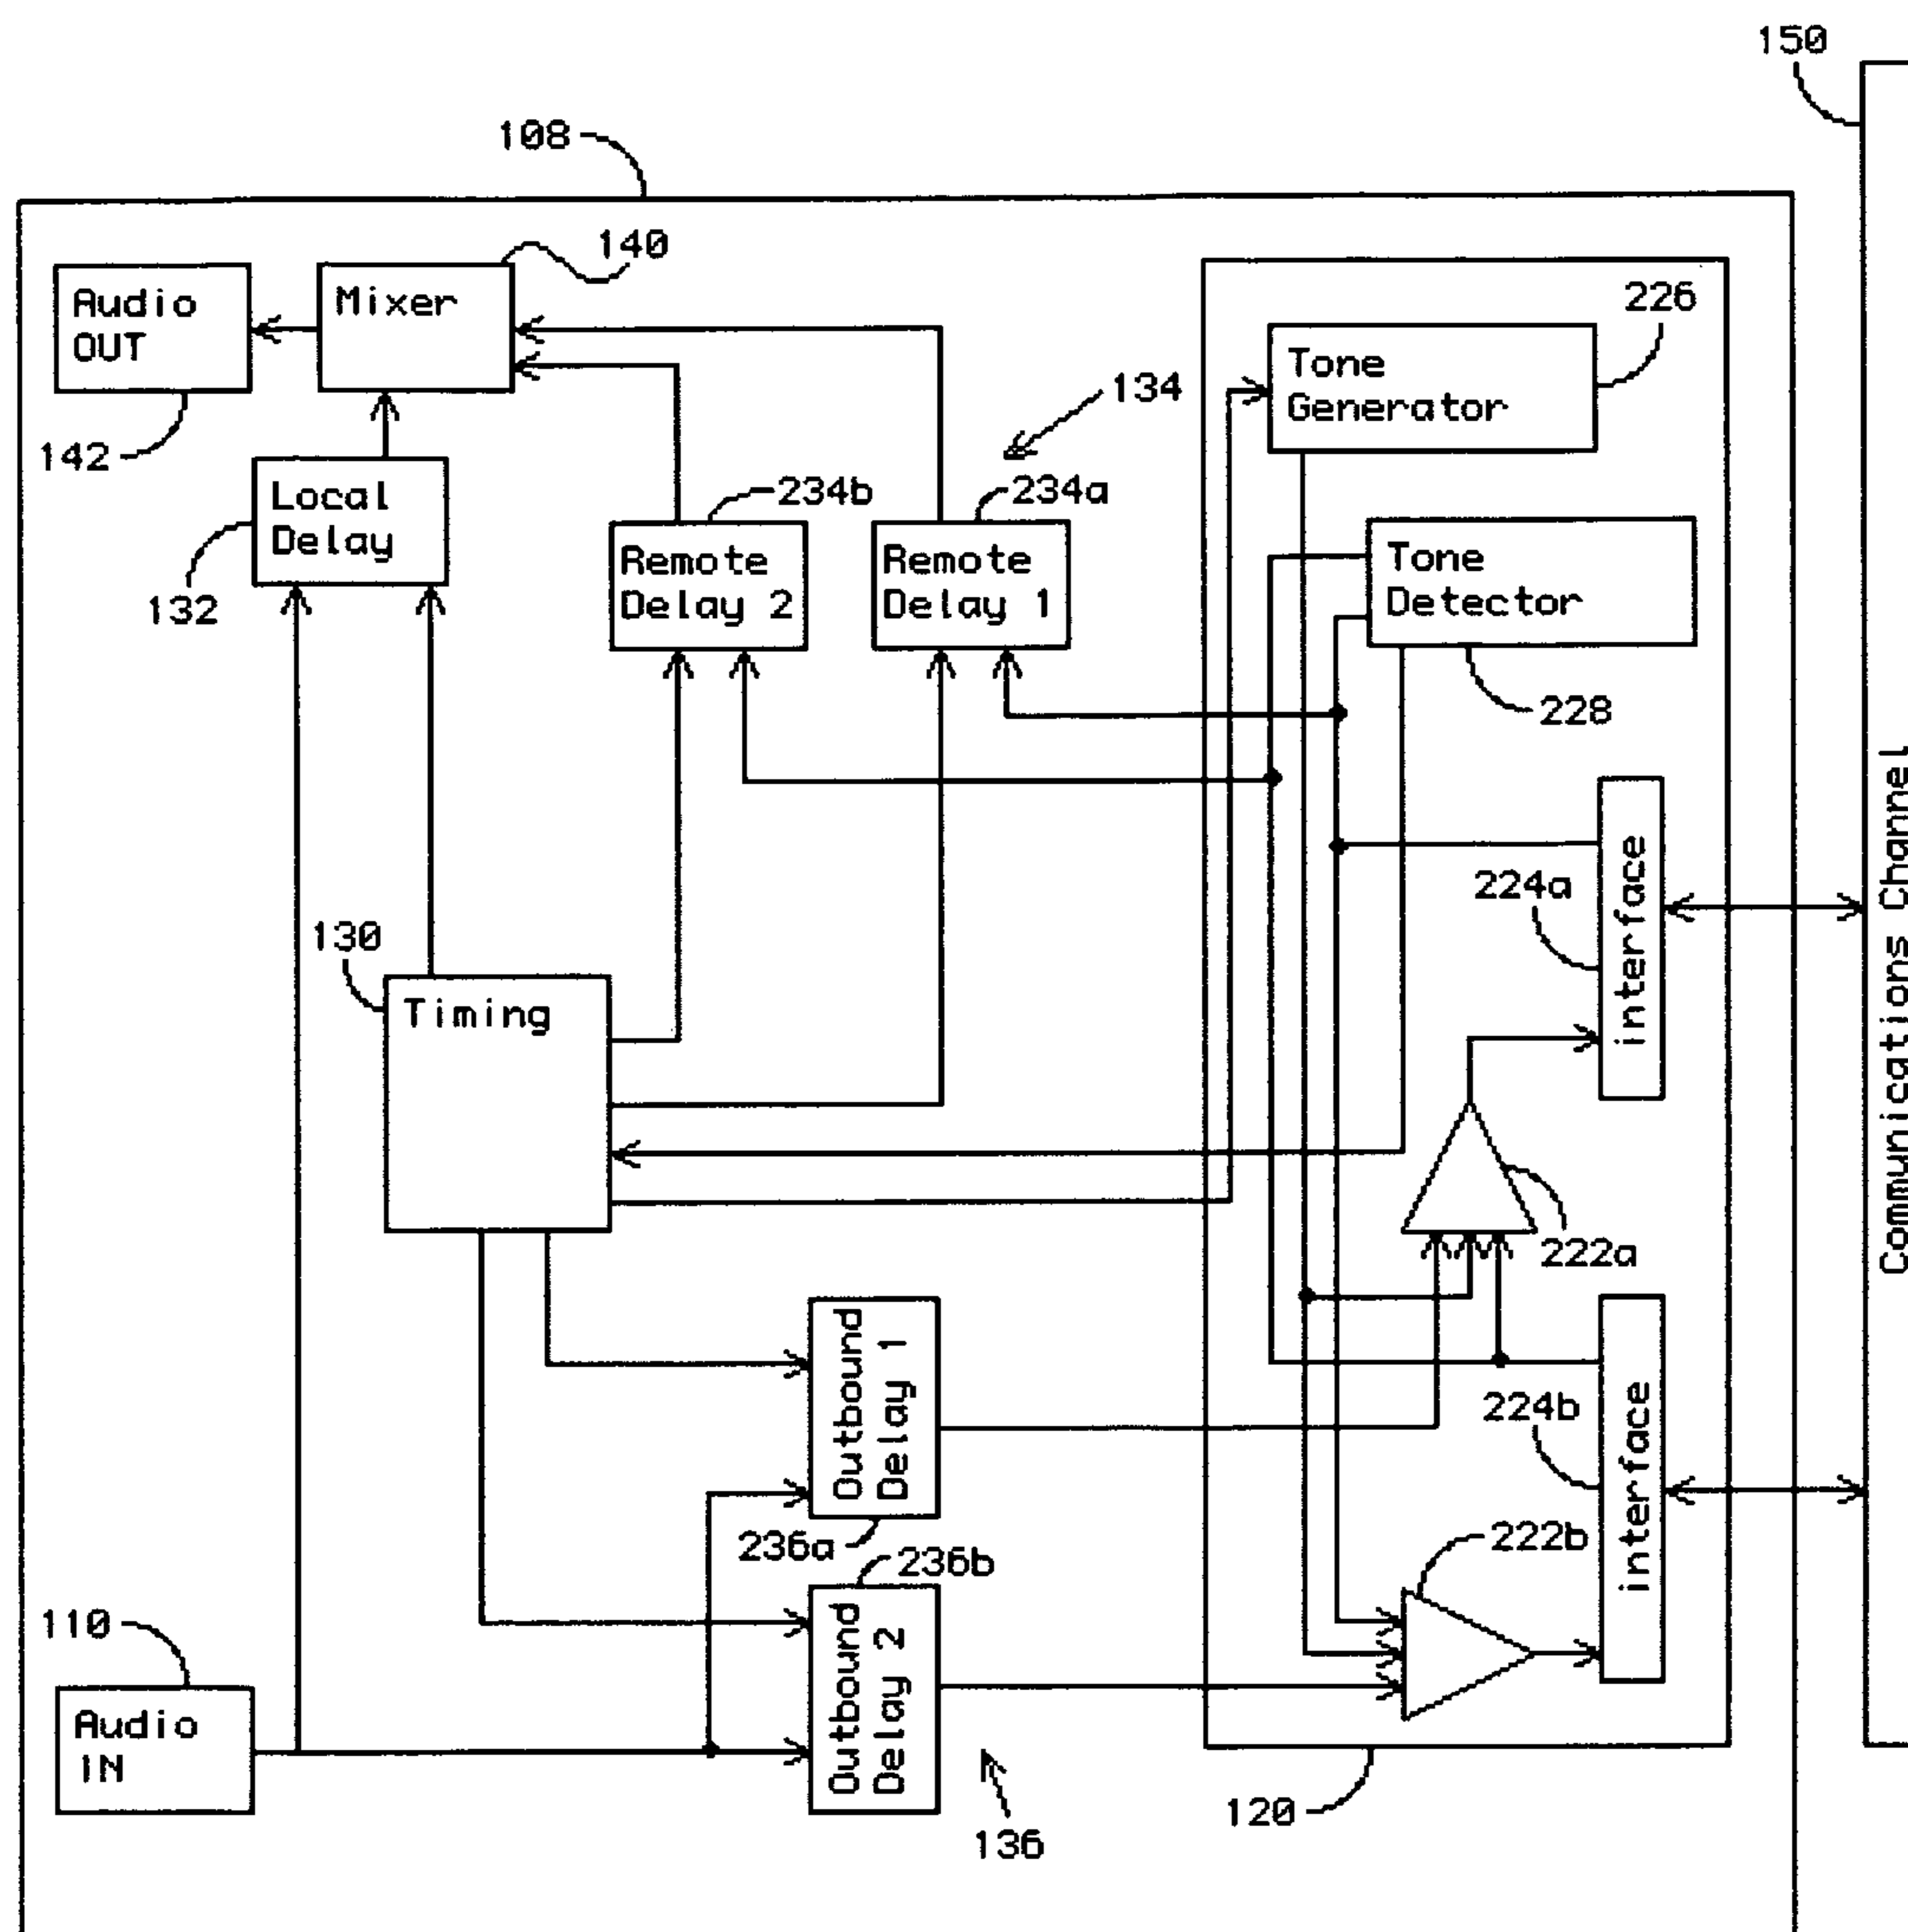 150
108
140
Audio
OUT
Mixer
226
Tone
Generator
134
142
Local
Delay
234b
234a
132
Remote
Delay 2
Remote
Delay 1
Tone
Detector
228
Communications Channel
interface
224a
130
Timing
222a
Outbound
Delay 1
224b
interface
236a
236b
222b
Outbound
Delay 2
110
Audio
IN
120
136